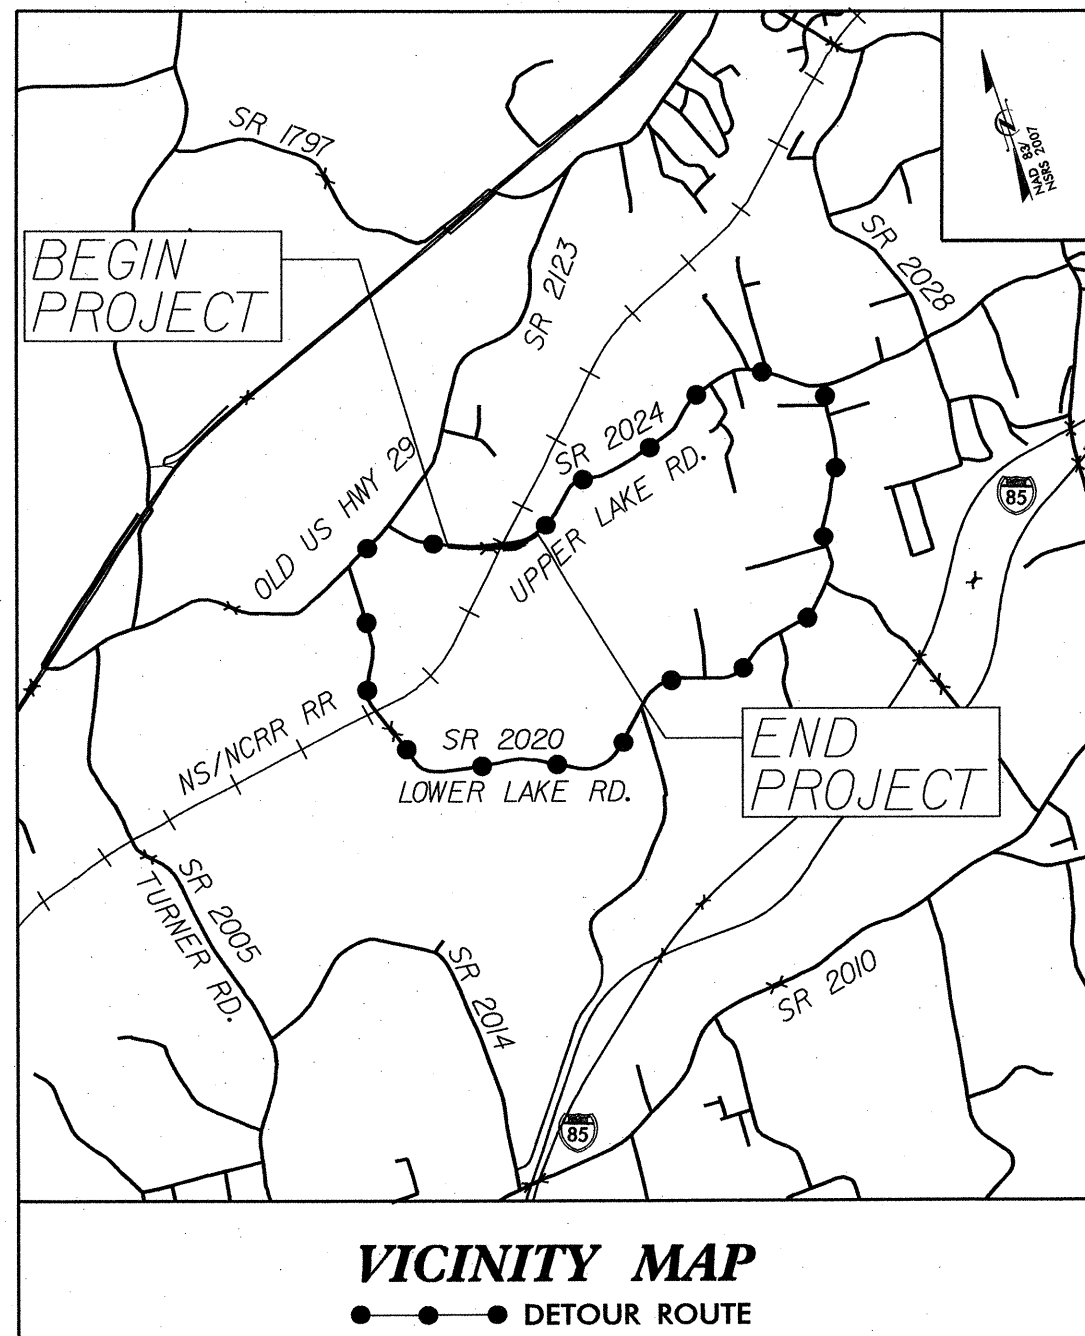 SR 1797
NAD 83/
NSRS 2007
BEGIN
PROJECT
SR 2123
SR 2028
SR 2024
UPPER LAKE RD.
OLD US HWY 29
85
NS/NCRR RR
SR 2020
LOWER LAKE RD.
END
PROJECT
SR 2005
TURNER RD.
SR 2014
SR 2010
85
VICINITY MAP
DETOUR ROUTE